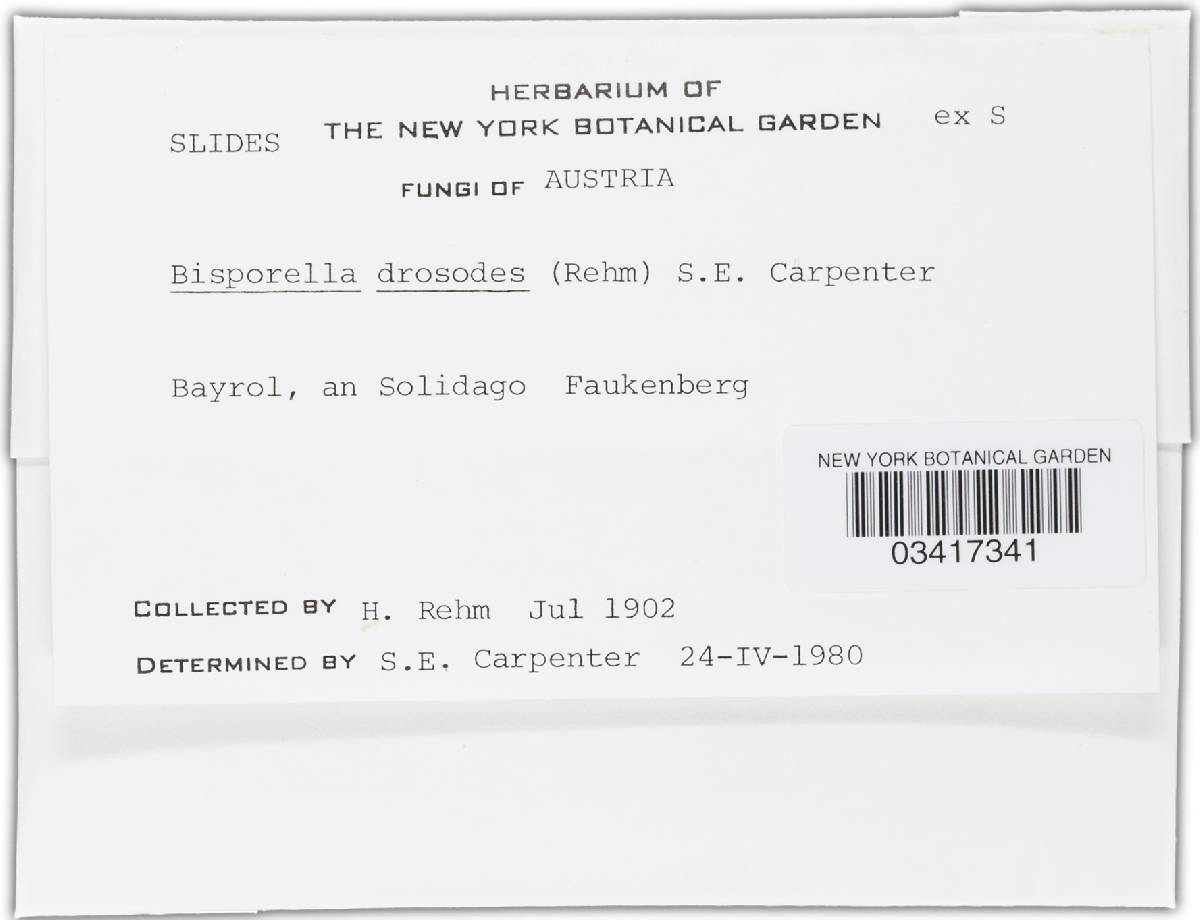 HERBARIUM OF
SLIDES THE NEW YORK BOTANICAL GARDEN ex S
FUNGI OF AUSTRIA
Bisporella drosodes (Rehm) S.E. Carpenter
Bayrol, an Solidago Faukenberg
NEW YORK BOTANICAL GARDEN
03417341
COLLECTED BY H. Rehm Jul 1902
DETERMINED BY S.E. Carpenter 24-IV-1980